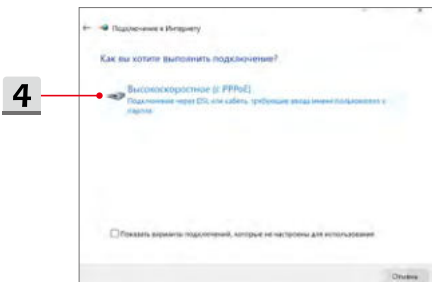 Подключение к Интернету
Как вы хотите выполнить подключение?
4
Высокоскоростное (с PPPoE)
Подключение через DSL или кабель, требующее ввода имени пользователя и
пароля.
Показать варианты подключений, которые не настроены для использования
Отмена